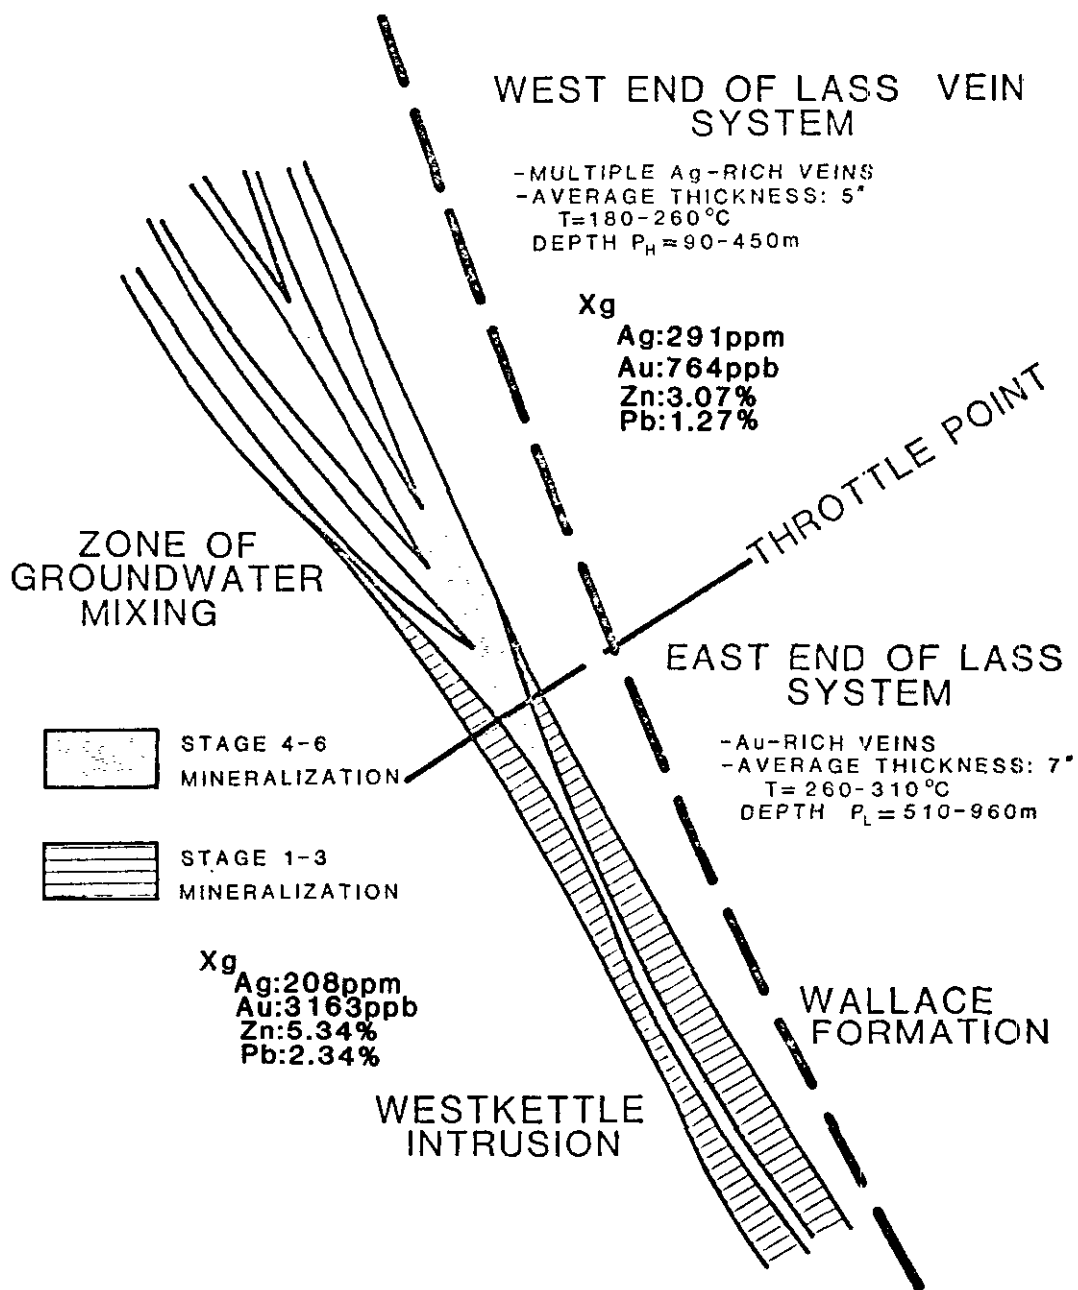 WEST END OF LASS VEIN
SYSTEM
-MULTIPLE Ag-RICH VEINS
-AVERAGE THICKNESS: 5"
T=180-260°C
DEPTH P_H=90-450m
Xg
Ag:291ppm
Au:764ppb
Zn:3.07%
Pb:1.27%
THROTTLE POINT
ZONE OF
GROUNDWATER
MIXING
EAST END OF LASS
SYSTEM
-Au-RICH VEINS
-AVERAGE THICKNESS: 7"
T=260-310°C
DEPTH P_L=510-960m
STAGE 4-6
MINERALIZATION
STAGE 1-3
MINERALIZATION
Xg
Ag:208ppm
Au:3163ppb
Zn:5.34%
Pb:2.34%
WALLACE
FORMATION
WESTKETTLE
INTRUSION